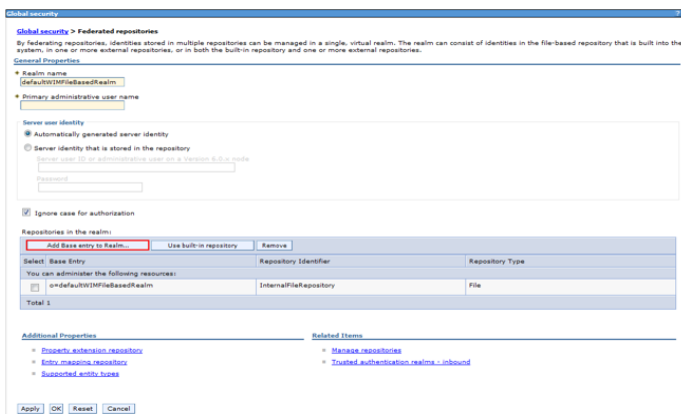 Global security
?
Global security > Federated repositories
By federating repositories, identities stored in multiple repositories can be managed in a single, virtual realm. The realm can consist of identities in the file-based repository that is built into the
system, in one or more external repositories, or in both the built-in repository and one or more external repositories.
General Properties
* Realm name
defaultWIMFileBasedRealm
* Primary administrative user name
Server user identity
Automatically generated server identity
Server identity that is stored in the repository
Server user ID or administrative user on a Version 6.0.x node
Password
Ignore case for authorization
Repositories in the realm:
Add Base entry to Realm... Use built-in repository Remove
Select Base Entry Repository Identifier Repository Type
You can administer the following resources:
o=defaultWIMFileBasedRealm InternalFileRepository File
Total 1
Additional Properties Related Items
Property extension repository Manage repositories
Entry mapping repository Trusted authentication realms - inbound
Supported entity types
Apply OK Reset Cancel